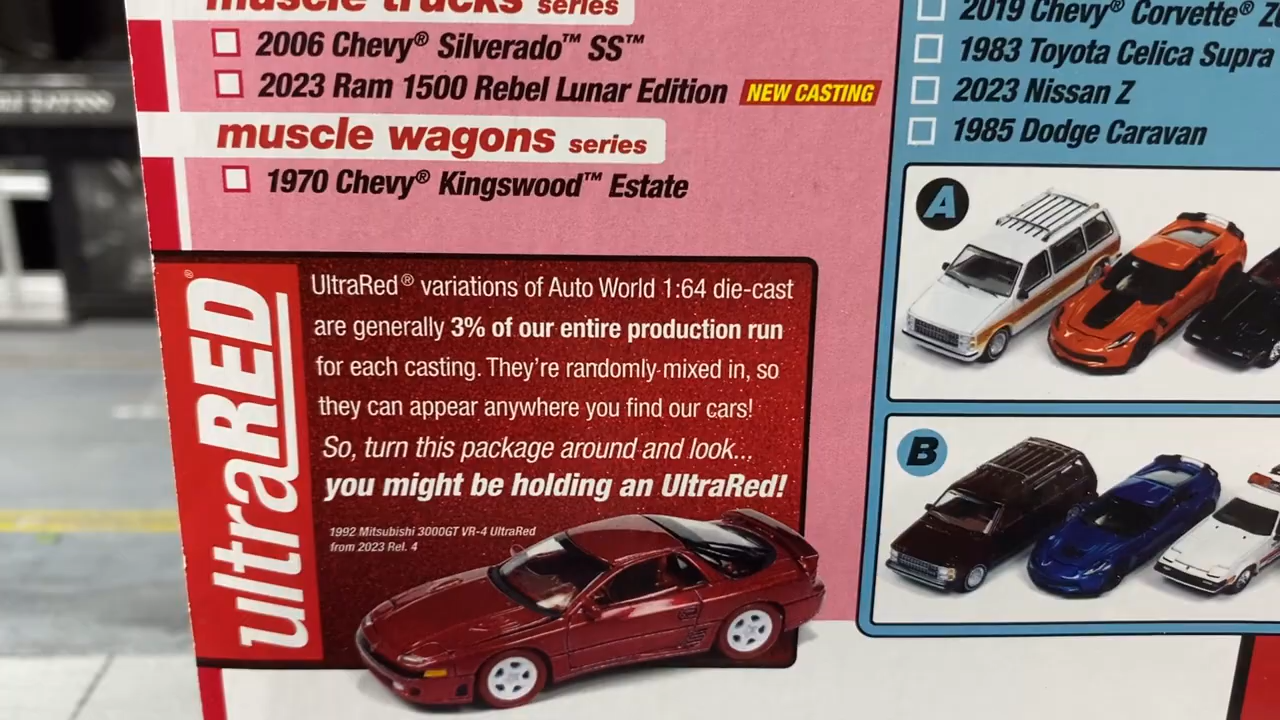 muscle trucks series
2006 Chevy® Silverado™ SS™
2023 Ram 1500 Rebel Lunar Edition NEW CASTING
muscle wagons series
1970 Chevy® Kingswood™ Estate
2019 Chevy® Corvette®
1983 Toyota Celica Supra
2023 Nissan Z
1985 Dodge Caravan
A
B
ultraRED®
UltraRed® variations of Auto World 1:64 die-cast
are generally 3% of our entire production run
for each casting. They're randomly mixed in, so
they can appear anywhere you find our cars!
So, turn this package around and look...
you might be holding an UltraRed!
1992 Mitsubishi 3000GT VR-4 UltraRed
from 2023 Rel. 4